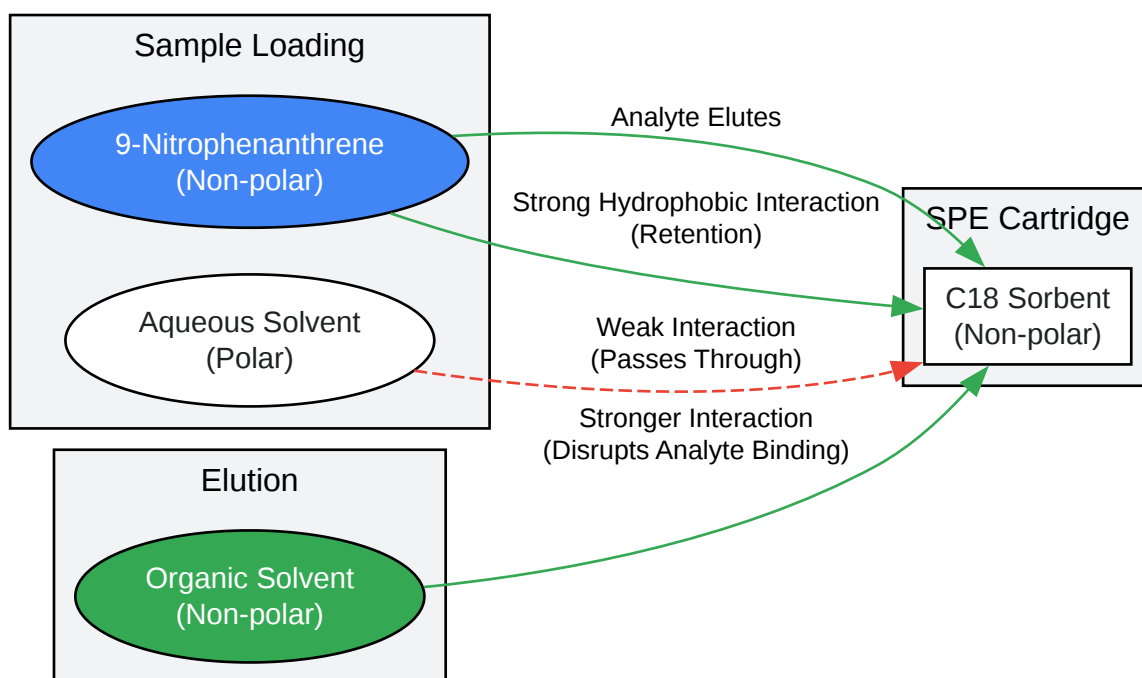 Sample Loading
9-Nitrophenanthrene
(Non-polar)
Aqueous Solvent
(Polar)
Analyte Elutes
Strong Hydrophobic Interaction
(Retention)
Weak Interaction
(Passes Through)
Stronger Interaction
(Disrupts Analyte Binding)
SPE Cartridge
C18 Sorbent
(Non-polar)
Elution
Organic Solvent
(Non-polar)